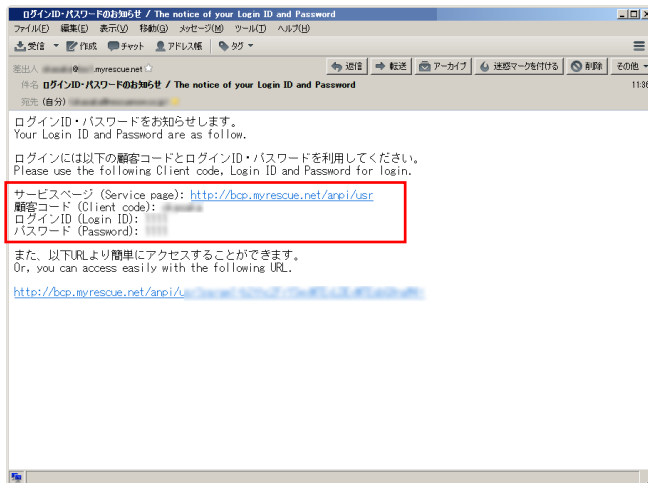 ログインID・パスワードのお知らせ / The notice of your Login ID and Password
ファイル(F) 編集(E) 表示(V) 移動(G) メッセージ(M) ツール(T) ヘルプ(H)
受信 作成 チャット アドレス帳 タグ
差出人 myrescue.net 返信 転送 アーカイブ 迷惑マークを付ける 削除 その他
件名 ログインID・パスワードのお知らせ / The notice of your Login ID and Password
宛先 (自分)
ログインID・パスワードをお知らせします。
Your Login ID and Password are as follow.
ログインには以下の顧客コードとログインID・パスワードを利用してください。
Please use the following Client code, Login ID and Password for login.
サービスページ (Service page): http://bcp.myrescue.net/anpi/usr
顧客コード (Client code):
ログインID (Login ID):
パスワード (Password):
また、以下URLより簡単にアクセスすることができます。
Or, you can access easily with the following URL.
http://bcp.myrescue.net/anpi/u